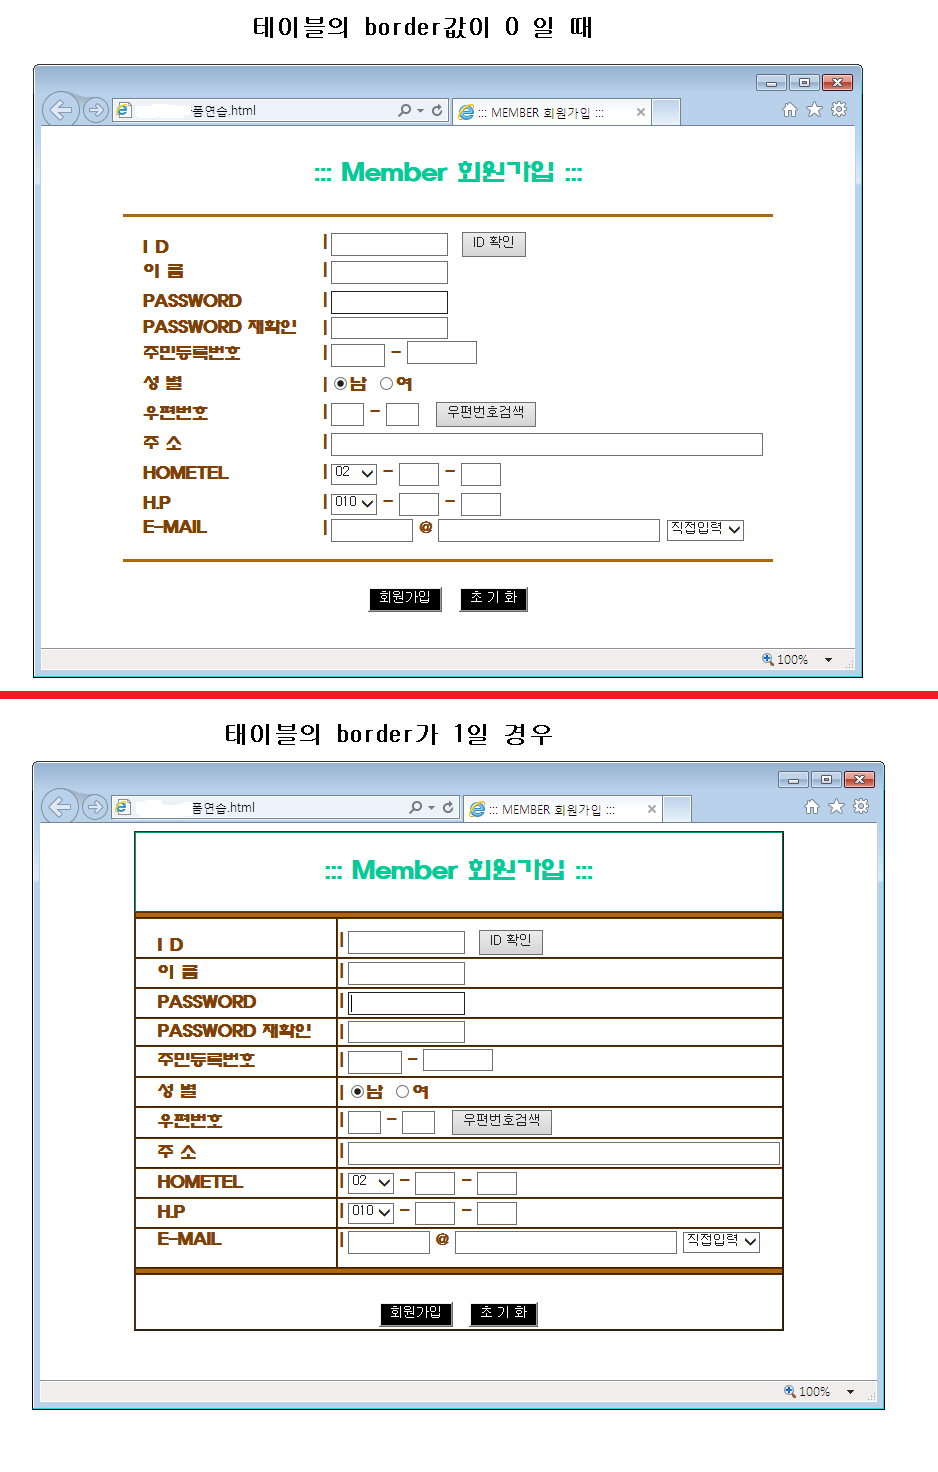 테이블의 border값이 0 일 때
폼연습.html
::: MEMBER 회원가입 :::
::: Member 회원가입 :::
I D | ID 확인
이 름 |
PASSWORD |
PASSWORD 재확인 |
주민등록번호 | -
성 별 | 남 여
우편번호 | - 우편번호검색
주 소 |
HOMETEL | 02 - -
H.P | 010 - -
E-MAIL | @ 직접입력
회원가입 초 기 화
100%
테이블의 border가 1일 경우
폼연습.html
::: MEMBER 회원가입 :::
::: Member 회원가입 :::
I D | ID 확인
이 름 |
PASSWORD |
PASSWORD 재확인 |
주민등록번호 | -
성 별 | 남 여
우편번호 | - 우편번호검색
주 소 |
HOMETEL | 02 - -
H.P | 010 - -
E-MAIL | @ 직접입력
회원가입 초 기 화
100%